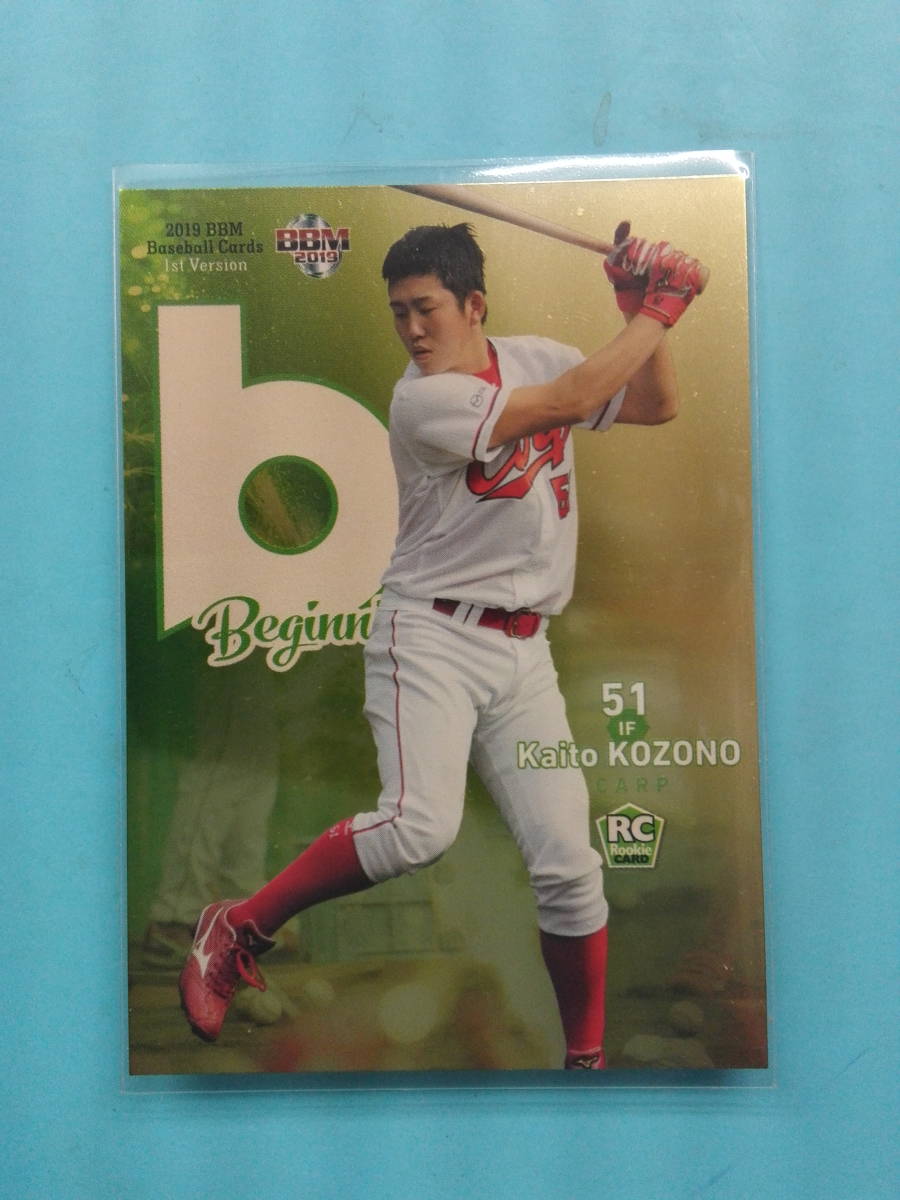 2019 BBM
Baseball Cards
1st Version
BBM
2019
b
Beginn
51
IF
Kaito KOZONO
CARP
RC
Rookie
CARD